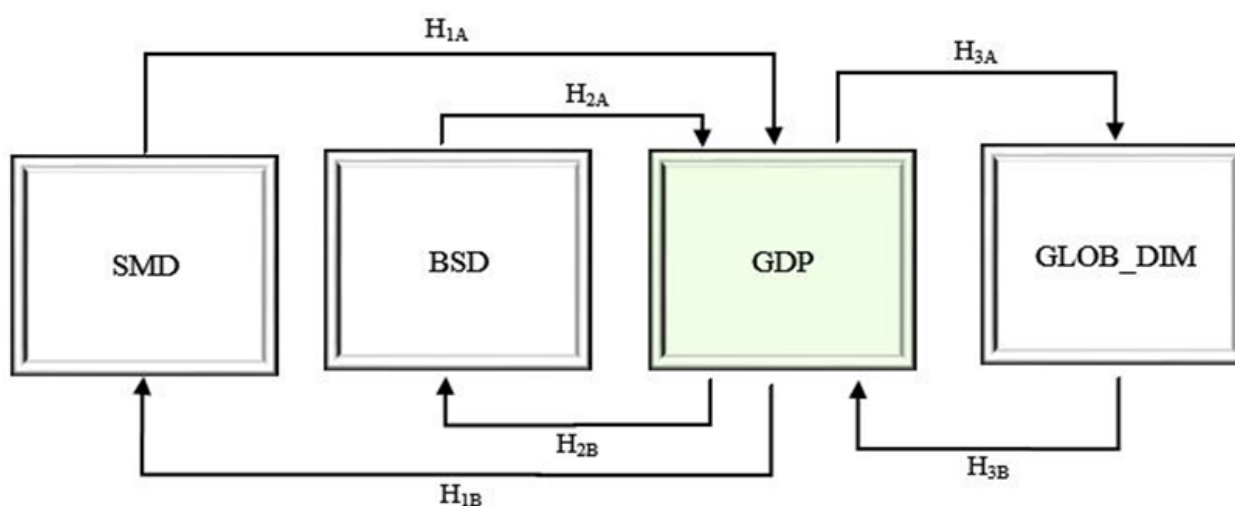 H1A
H3A
H2A
SMD
BSD
GDP
GLOB_DIM
H2B
H3B
H1B